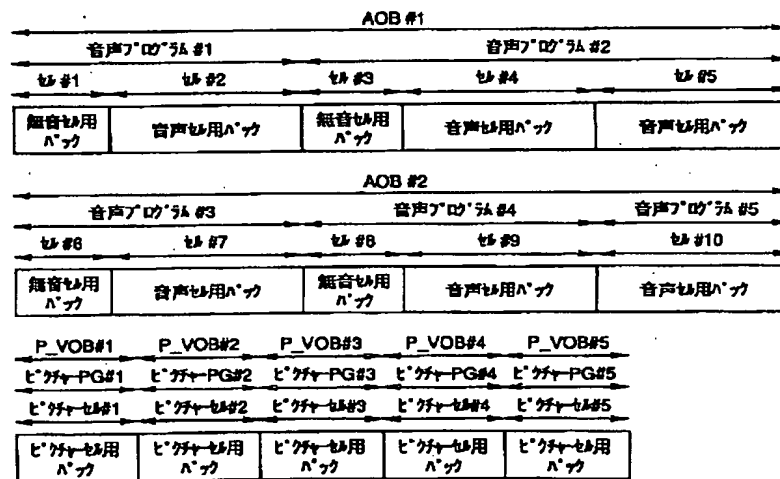 AOB #1
音声プログラム #1 音声プログラム #2
セル #1 セル #2 セル #3 セル #4 セル #5
無音セル用パック 音声セル用パック 無音セル用パック 音声セル用パック 音声セル用パック
AOB #2
音声プログラム #3 音声プログラム #4 音声プログラム #5
セル #6 セル #7 セル #8 セル #9 セル #10
無音セル用パック 音声セル用パック 無音セル用パック 音声セル用パック 音声セル用パック
P_VOB#1 P_VOB#2 P_VOB#3 P_VOB#4 P_VOB#5
ピクチャーPG#1 ピクチャーPG#2 ピクチャーPG#3 ピクチャーPG#4 ピクチャーPG#5
ピクチャーセル#1 ピクチャーセル#2 ピクチャーセル#3 ピクチャーセル#4 ピクチャーセル#5
ピクチャーセル用パック ピクチャーセル用パック ピクチャーセル用パック ピクチャーセル用パック ピクチャーセル用パック